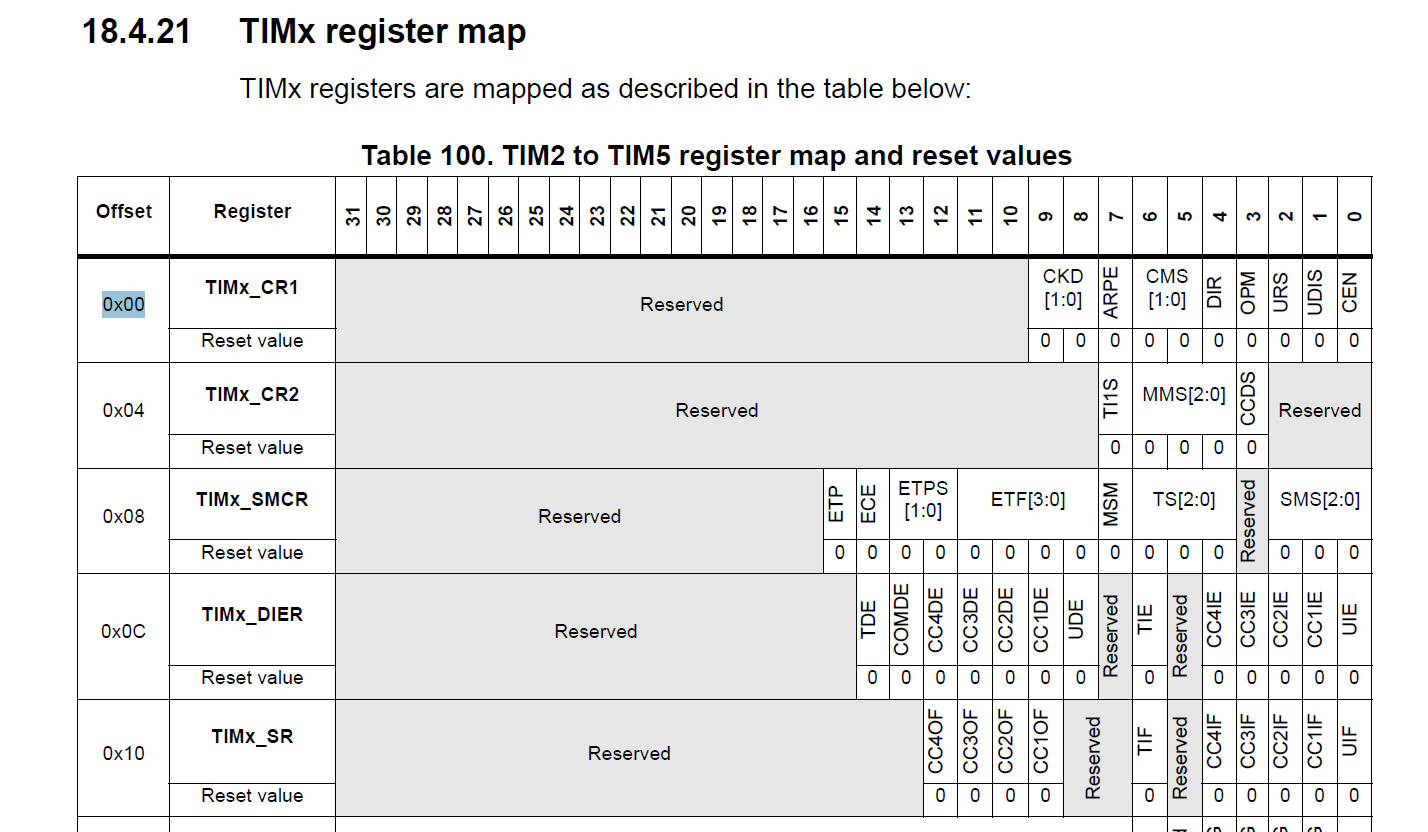 18.4.21 TIMx register map
TIMx registers are mapped as described in the table below:
Table 100. TIM2 to TIM5 register map and reset values
Offset Register 31 30 29 28 27 26 25 24 23 22 21 20 19 18 17 16 15 14 13 12 11 10 9 8 7 6 5 4 3 2 1 0
0x00 TIMx_CR1 Reserved CKD [1:0] ARPE CMS [1:0] DIR OPM URS UDIS CEN
Reset value 0 0 0 0 0 0 0 0 0 0
0x04 TIMx_CR2 Reserved TI1S MMS[2:0] CCDS Reserved
Reset value 0 0 0 0 0
0x08 TIMx_SMCR Reserved ETP ECE ETPS [1:0] ETF[3:0] MSM TS[2:0] Reserved SMS[2:0]
Reset value 0 0 0 0 0 0 0 0 0 0 0 0 0 0 0
0x0C TIMx_DIER Reserved TDE COMDE CC4DE CC3DE CC2DE CC1DE UDE Reserved TIE Reserved CC4IE CC3IE CC2IE CC1IE UIE
Reset value 0 0 0 0 0 0 0 0 0 0 0 0 0
0x10 TIMx_SR Reserved CC4OF CC3OF CC2OF CC1OF Reserved TIF Reserved CC4IF CC3IF CC2IF CC1IF UIF
Reset value 0 0 0 0 0 0 0 0 0 0